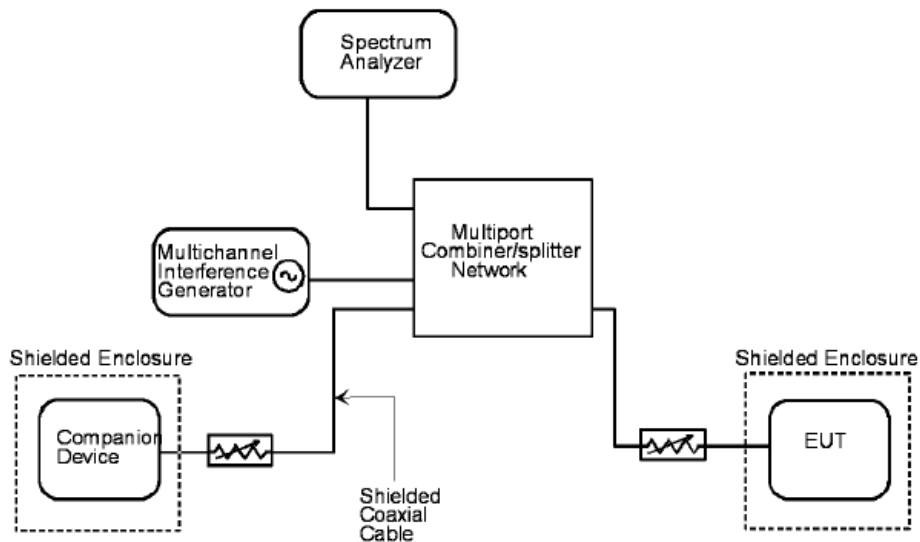 Spectrum
Analyzer
Multiport
Combiner/splitter
Network
Multichannel
Interference
Generator
Shielded Enclosure
Companion
Device
Shielded
Coaxial
Cable
Shielded Enclosure
EUT